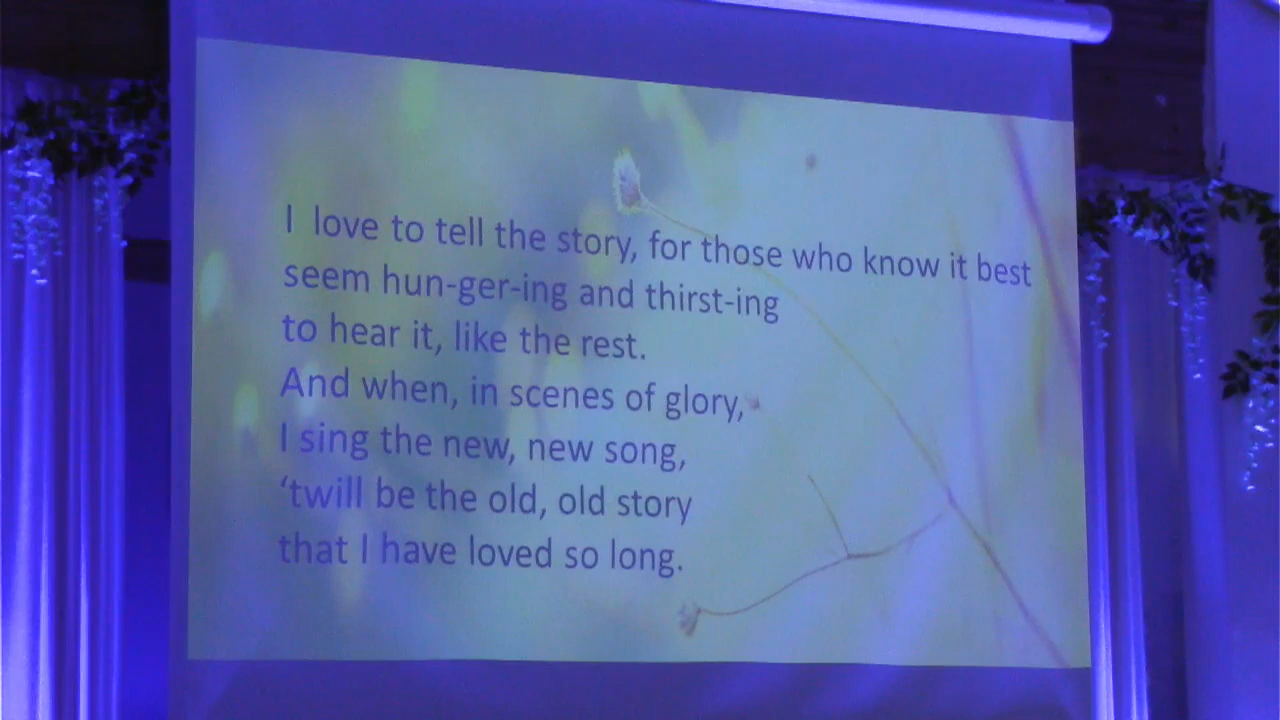 I love to tell the story, for those who know it best
seem hun-ger-ing and thirst-ing
to hear it, like the rest.
And when, in scenes of glory,
I sing the new, new song,
‘twill be the old, old story
that I have loved so long.